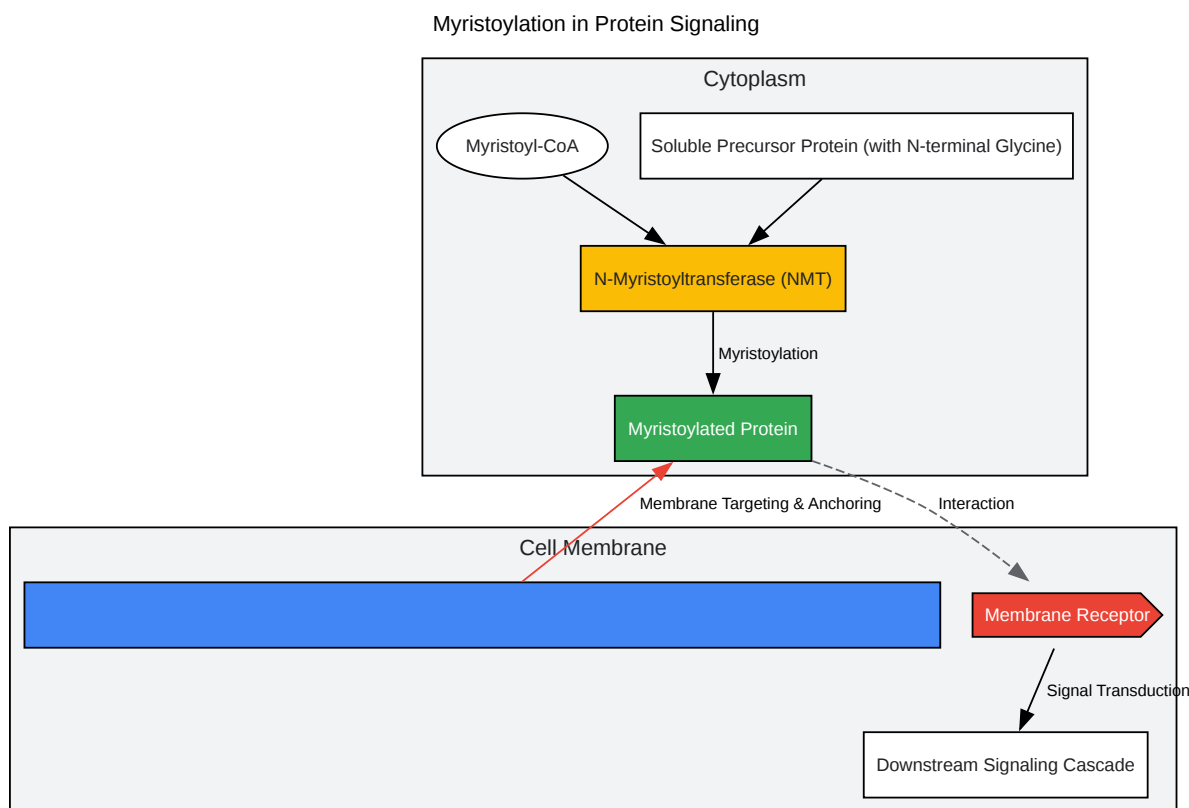 Myristoylation in Protein Signaling
Cytoplasm
Myristoyl-CoA
Soluble Precursor Protein (with N-terminal Glycine)
N-Myristoyltransferase (NMT)
Myristoylation
Myristoylated Protein
Membrane Targeting & Anchoring
Interaction
Cell Membrane
Membrane Receptor
Signal Transduction
Downstream Signaling Cascade